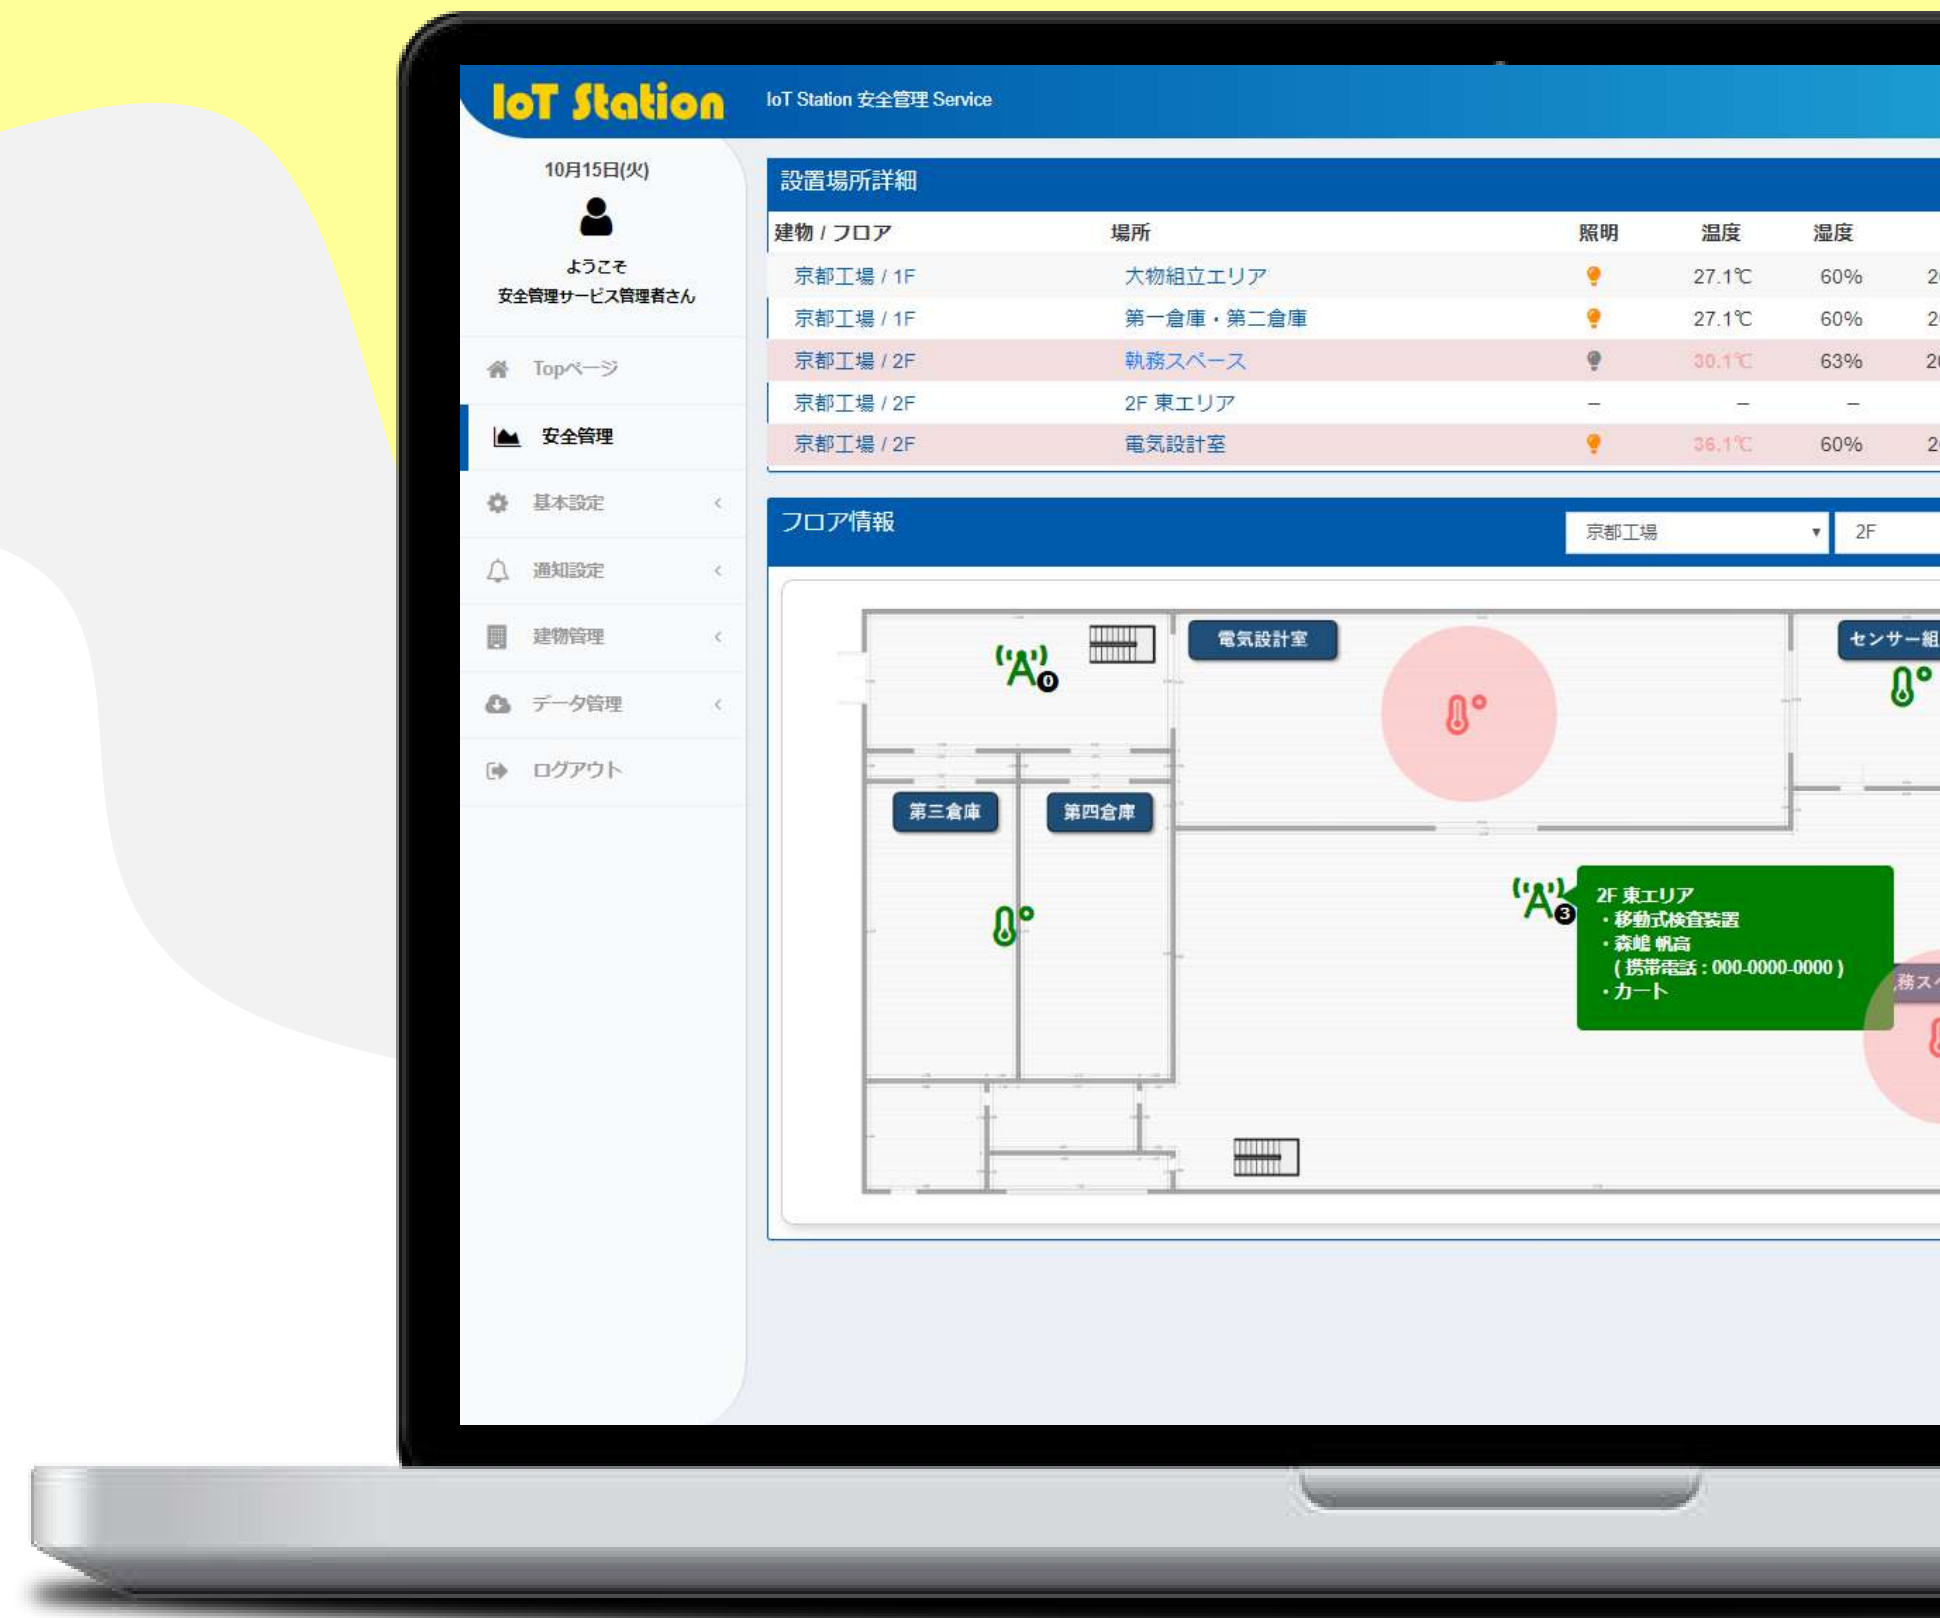 IoT Station
IoT Station 安全管理 Service
10月15日(火)
ようこそ
安全管理サービス管理者さん
Topページ
安全管理
基本設定
通知設定
建物管理
データ管理
ログアウト
設置場所詳細
建物 / フロア 場所 照明 温度 湿度
京都工場 / 1F 大物組立エリア 27.1℃ 60%
京都工場 / 1F 第一倉庫・第二倉庫 27.1℃ 60%
京都工場 / 2F 執務スペース 30.1℃ 63%
京都工場 / 2F 2F 東エリア – – –
京都工場 / 2F 電気設計室 36.1℃ 60%
フロア情報 京都工場 2F
電気設計室
センサー組
0
第三倉庫
第四倉庫
3
2F 東エリア
・移動式検査装置
・森嶋 帆高
( 携帯電話 : 000-0000-0000 )
・カート
務スペ